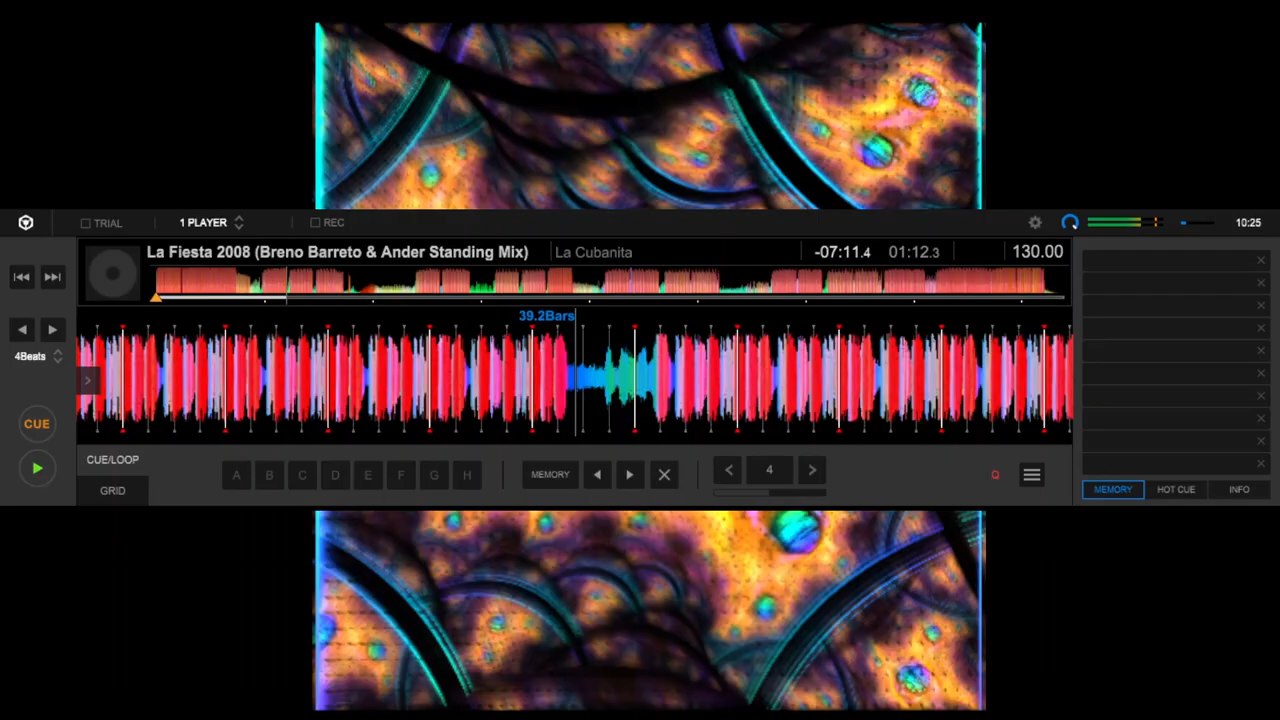 TRIAL 1 PLAYER REC 10:25
La Fiesta 2008 (Breno Barreto & Ander Standing Mix) La Cubanita -07:11.4 01:12.3 130.00
39.2Bars
4Beats
CUE
CUE/LOOP
GRID
A B C D E F G H MEMORY 4 Q
MEMORY HOT CUE INFO